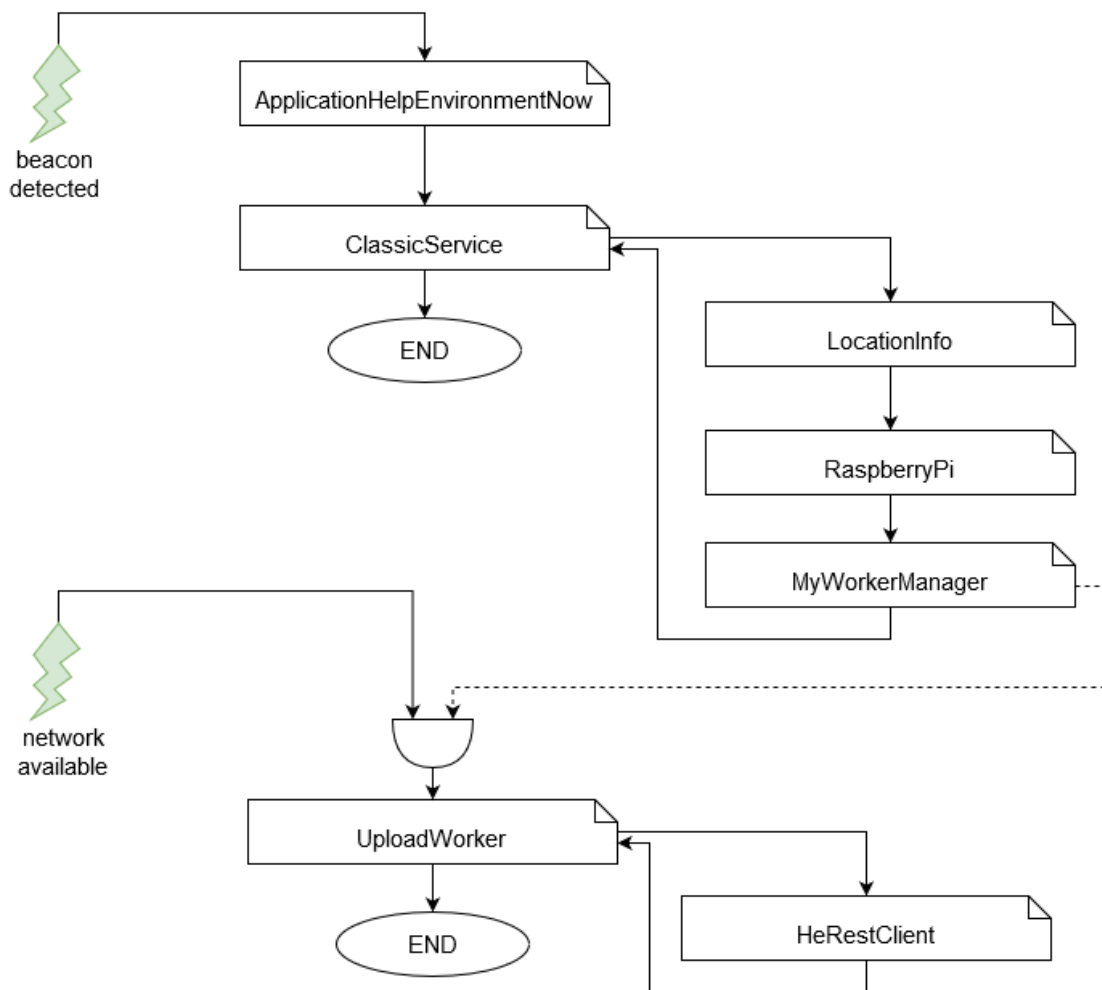 beacon
detected
ApplicationHelpEnvironmentNow
ClassicService
END
LocationInfo
RaspberryPi
MyWorkerManager
network
available
UploadWorker
END
HeRestClient